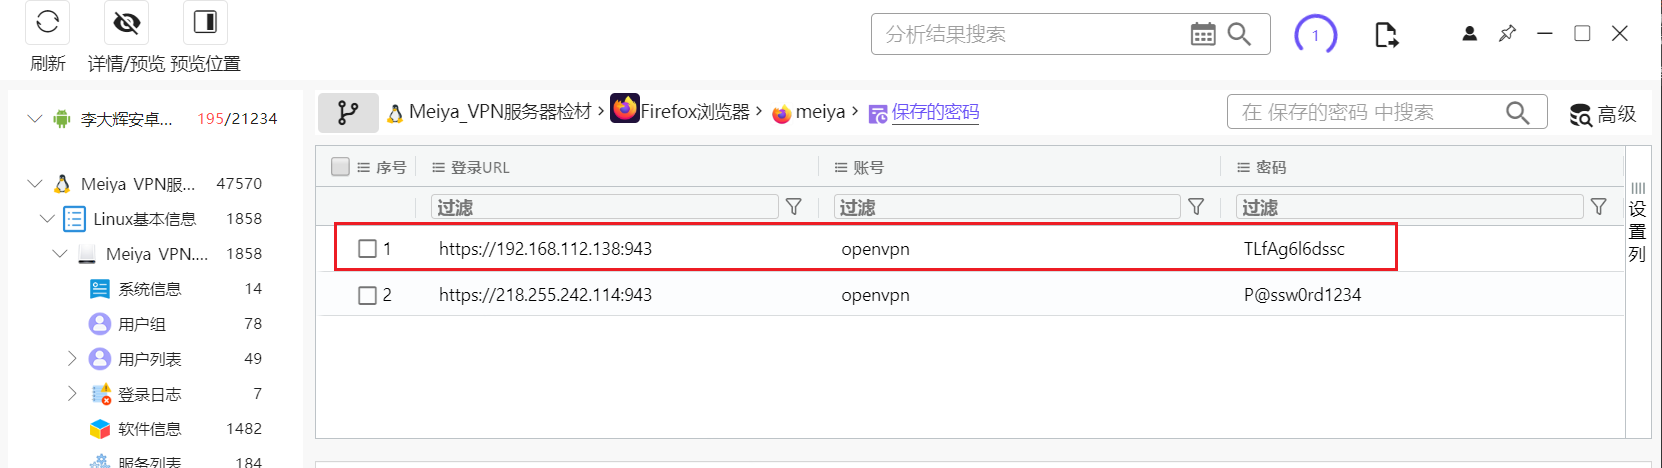 刷新
详情/预览
预览位置
分析结果搜索
1
李大辉安卓... 195/21234
Meiya VPN服... 47570
Linux基本信息 1858
Meiya VPN.... 1858
系统信息 14
用户组 78
用户列表 49
登录日志 7
软件信息 1482
服务列表 184
Meiya_VPN服务器检材 > Firefox浏览器 > meiya > 保存的密码
在 保存的密码 中搜索
高级
序号 登录URL 账号 密码
过滤 过滤 过滤
1 https://192.168.112.138:943 openvpn TLfAg6l6dssc
2 https://218.255.242.114:943 openvpn P@ssw0rd1234
设置列